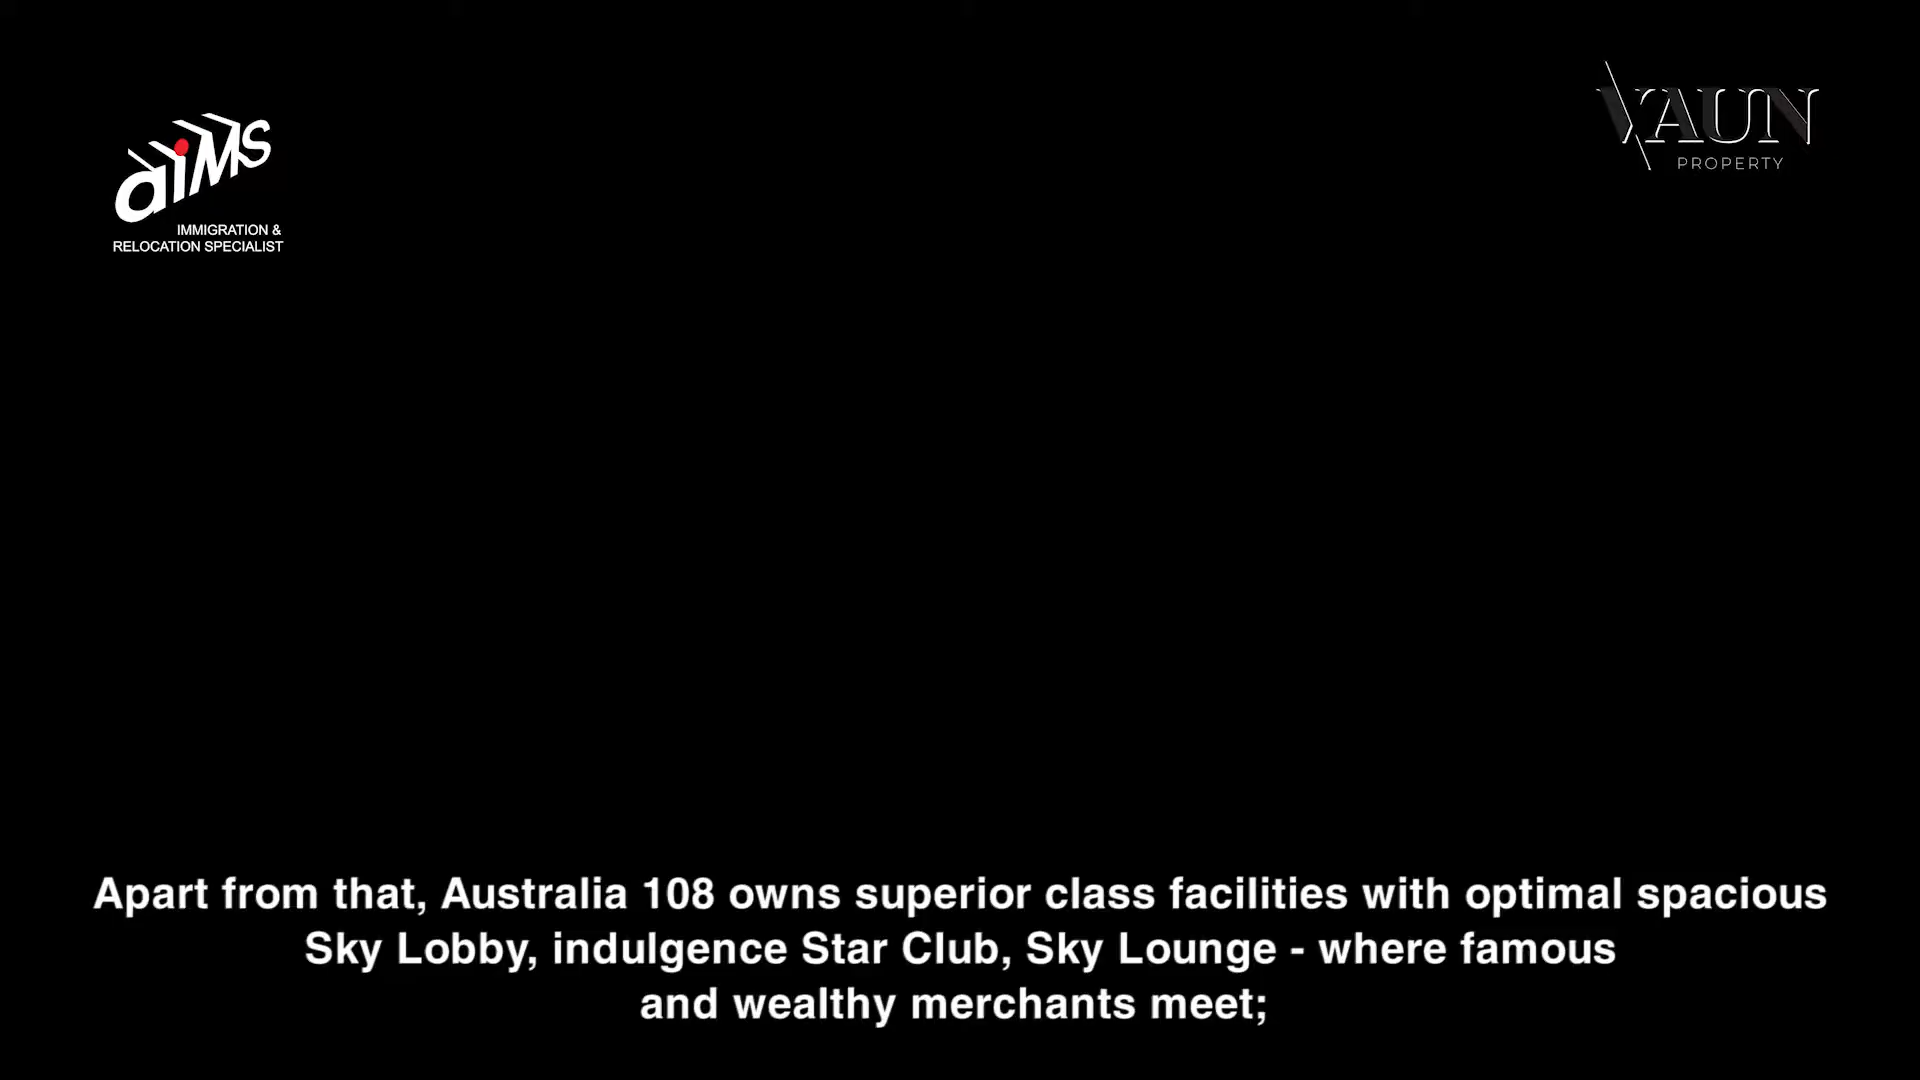 aims
IMMIGRATION &
RELOCATION SPECIALIST
VAUN
PROPERTY
Apart from that, Australia 108 owns superior class facilities with optimal spacious
Sky Lobby, indulgence Star Club, Sky Lounge - where famous
and wealthy merchants meet;